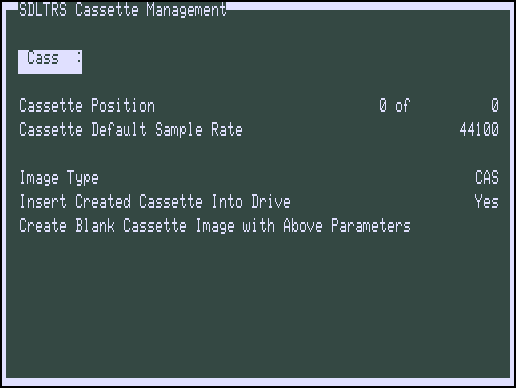 SDLTRS Cassette Management
Cass :
Cassette Position 0 of 0
Cassette Default Sample Rate 44100
Image Type CAS
Insert Created Cassette Into Drive Yes
Create Blank Cassette Image with Above Parameters